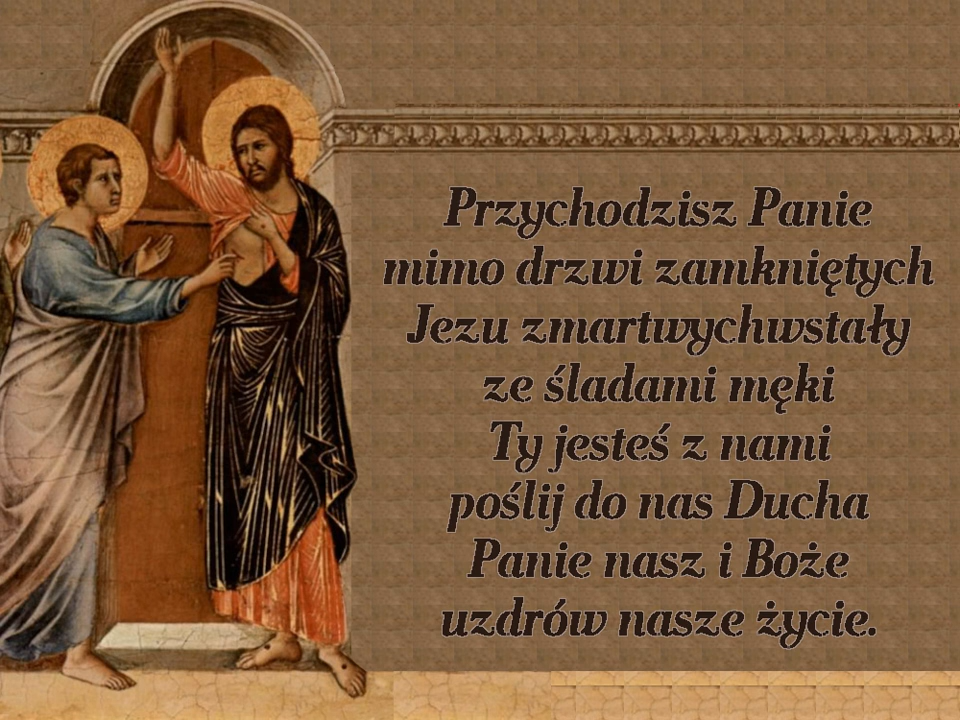 Przychodzisz Panie
mimo drzwi zamkniętych
Jezu zmartwychwstały
ze śladami męki
Ty jesteś z nami
poślij do nas Ducha
Panie nasz i Boże
uzdrów nasze życie.